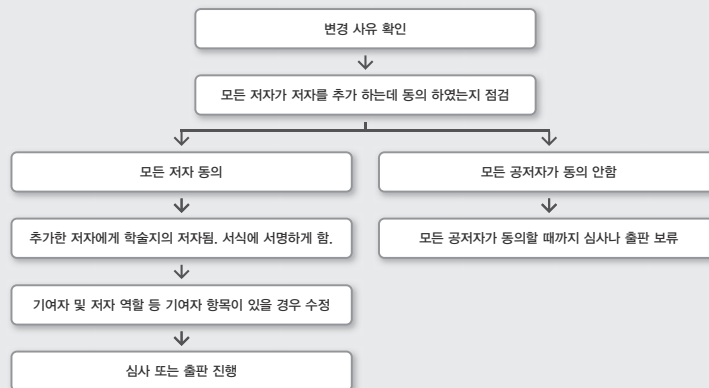 변경 사유 확인
모든 저자가 저자를 추가 하는데 동의 하였는지 점검
모든 저자 동의
모든 공저자가 동의 안함
추가한 저자에게 학술지의 저자됨. 서식에 서명하게 함.
모든 공저자가 동의할 때까지 심사나 출판 보류
기여자 및 저자 역할 등 기여자 항목이 있을 경우 수정
심사 또는 출판 진행